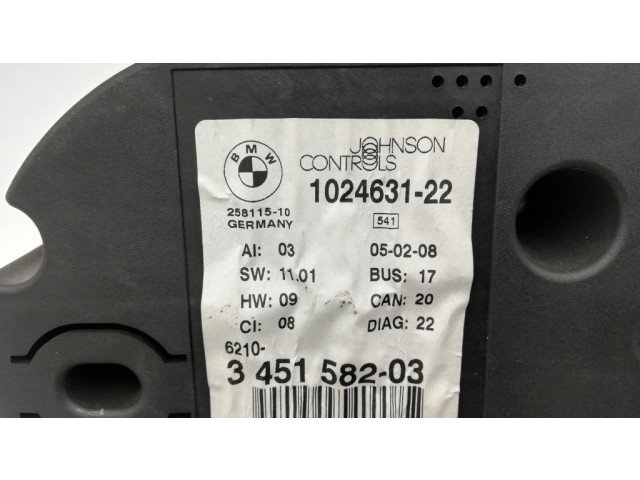 BMW
JOHNSON
CONTROLS
1024631-22
258115-10
GERMANY
541
AI: 03 05-02-08
SW: 11.01 BUS: 17
HW: 09 CAN: 20
CI: 08 DIAG: 22
6210-
3 451 582-03